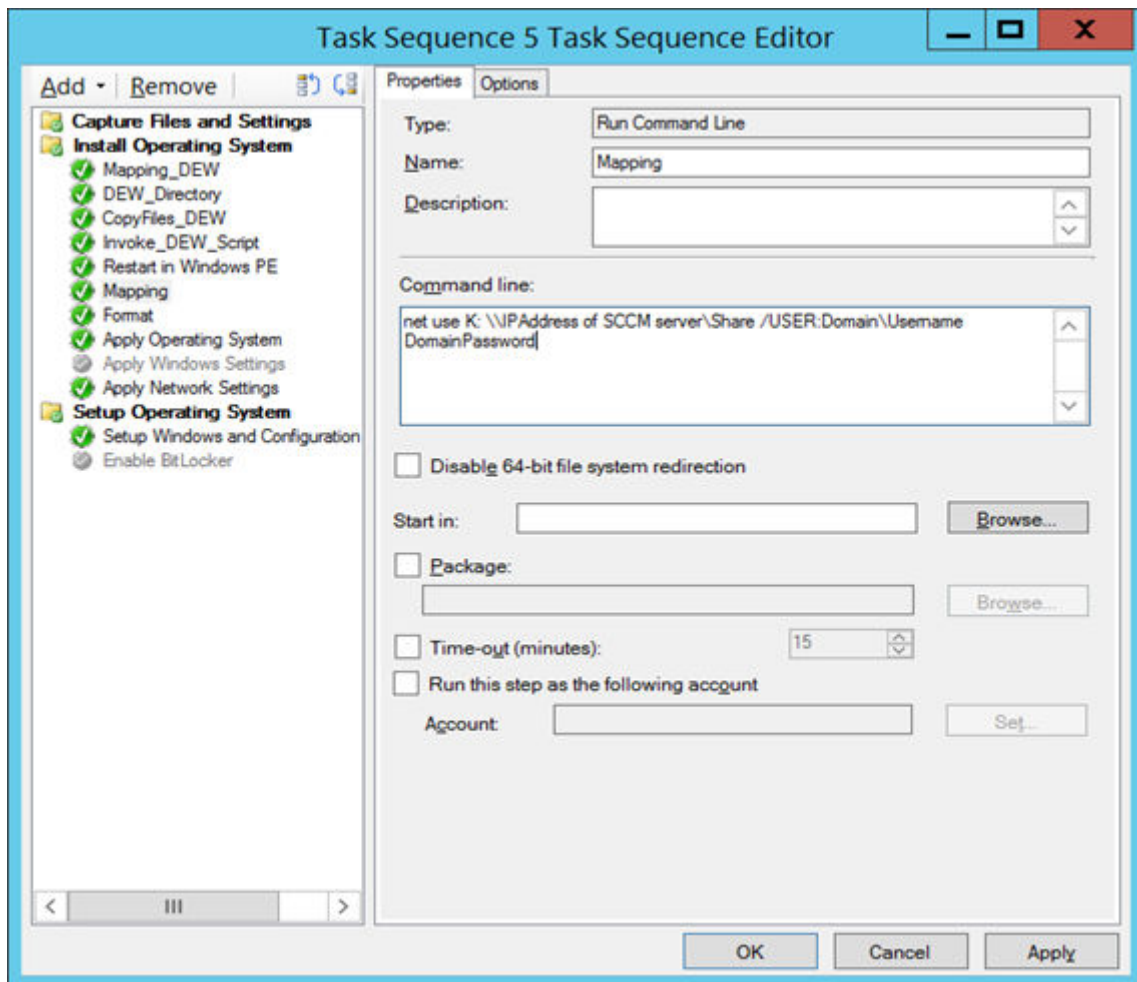 Task Sequence 5 Task Sequence Editor
Add
Remove
Capture Files and Settings
Install Operating System
Mapping_DEW
DEW_Directory
CopyFiles_DEW
Invoke_DEW_Script
Restart in Windows PE
Mapping
Format
Apply Operating System
Apply Windows Settings
Apply Network Settings
Setup Operating System
Setup Windows and Configuration
Enable BitLocker
Properties
Options
Type:
Run Command Line
Name:
Mapping
Description:
Command line:
net use K: \\IPAddress of SCCM server\Share /USER:Domain\Username
DomainPassword
Disable 64-bit file system redirection
Start in:
Browse...
Package:
Browse...
Time-out (minutes):
15
Run this step as the following account
Account:
Set...
OK
Cancel
Apply